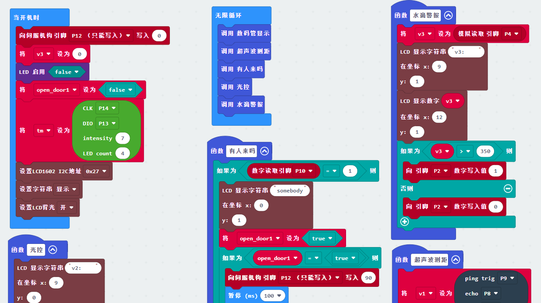 当开机时
向伺服机构引脚 P12 (只能写入) 写入 0
将 v3 设为 0
LED 启用 false
将 open_door1 设为 false
CLK P14
DIO P13
将 tm 设为
intensity 7
LED count 4
设置LCD1602 I2C地址 0x27
设置字符串 显示
设置LCD背光 开
函数 光控
LCD 显示字符串 v2:
在坐标 x: 9
y: 0
无限循环
调用 数码管显示
调用 超声波测距
调用 有人来吗
调用 光控
调用 水滴警报
函数 有人来吗
如果为 数字读取引脚 P10 = 1 则
LCD 显示字符串 somebody
在坐标 x: 0
y: 1
将 open_door1 设为 true
如果为 open_door1 = true 则
向伺服机构引脚 P12 (只能写入) 写入 90
暂停 (ms) 100
函数 水滴警报
将 v3 设为 模拟读取引脚 P4
LCD 显示字符串 v3:
在坐标 x: 9
y: 1
LCD 显示数字 v3
在坐标 x: 12
y: 1
如果为 v3 > 350 则
向 引脚 P2 数字写入值 1
否则
向 引脚 P2 数字写入值 0
函数 超声波测距
ping trig P9
将 v1 设为 echo P8